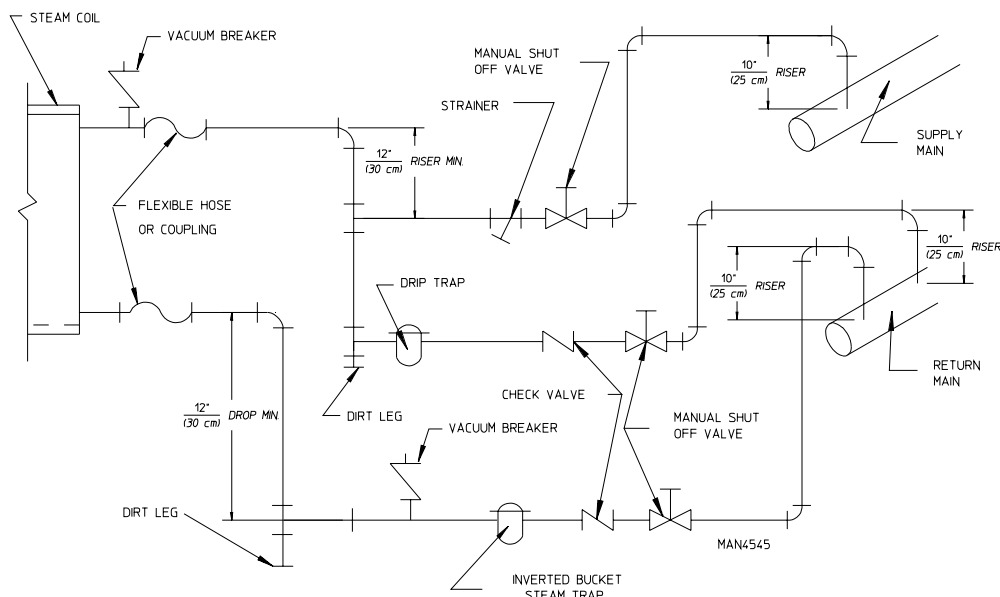 STEAM COIL
VACUUM BREAKER
MANUAL SHUT
OFF VALVE
STRAINER
10"
(25 cm) RISER
SUPPLY
MAIN
12"
(30 cm) RISER MIN.
FLEXIBLE HOSE
OR COUPLING
10"
(25 cm) RISER
DRIP TRAP
10"
(25 cm) RISER
RETURN
MAIN
CHECK VALVE
12"
(30 cm) DROP MIN.
DIRT LEG
MANUAL SHUT
OFF VALVE
VACUUM BREAKER
DIRT LEG
MAN4545
INVERTED BUCKET
STEAM TRAP